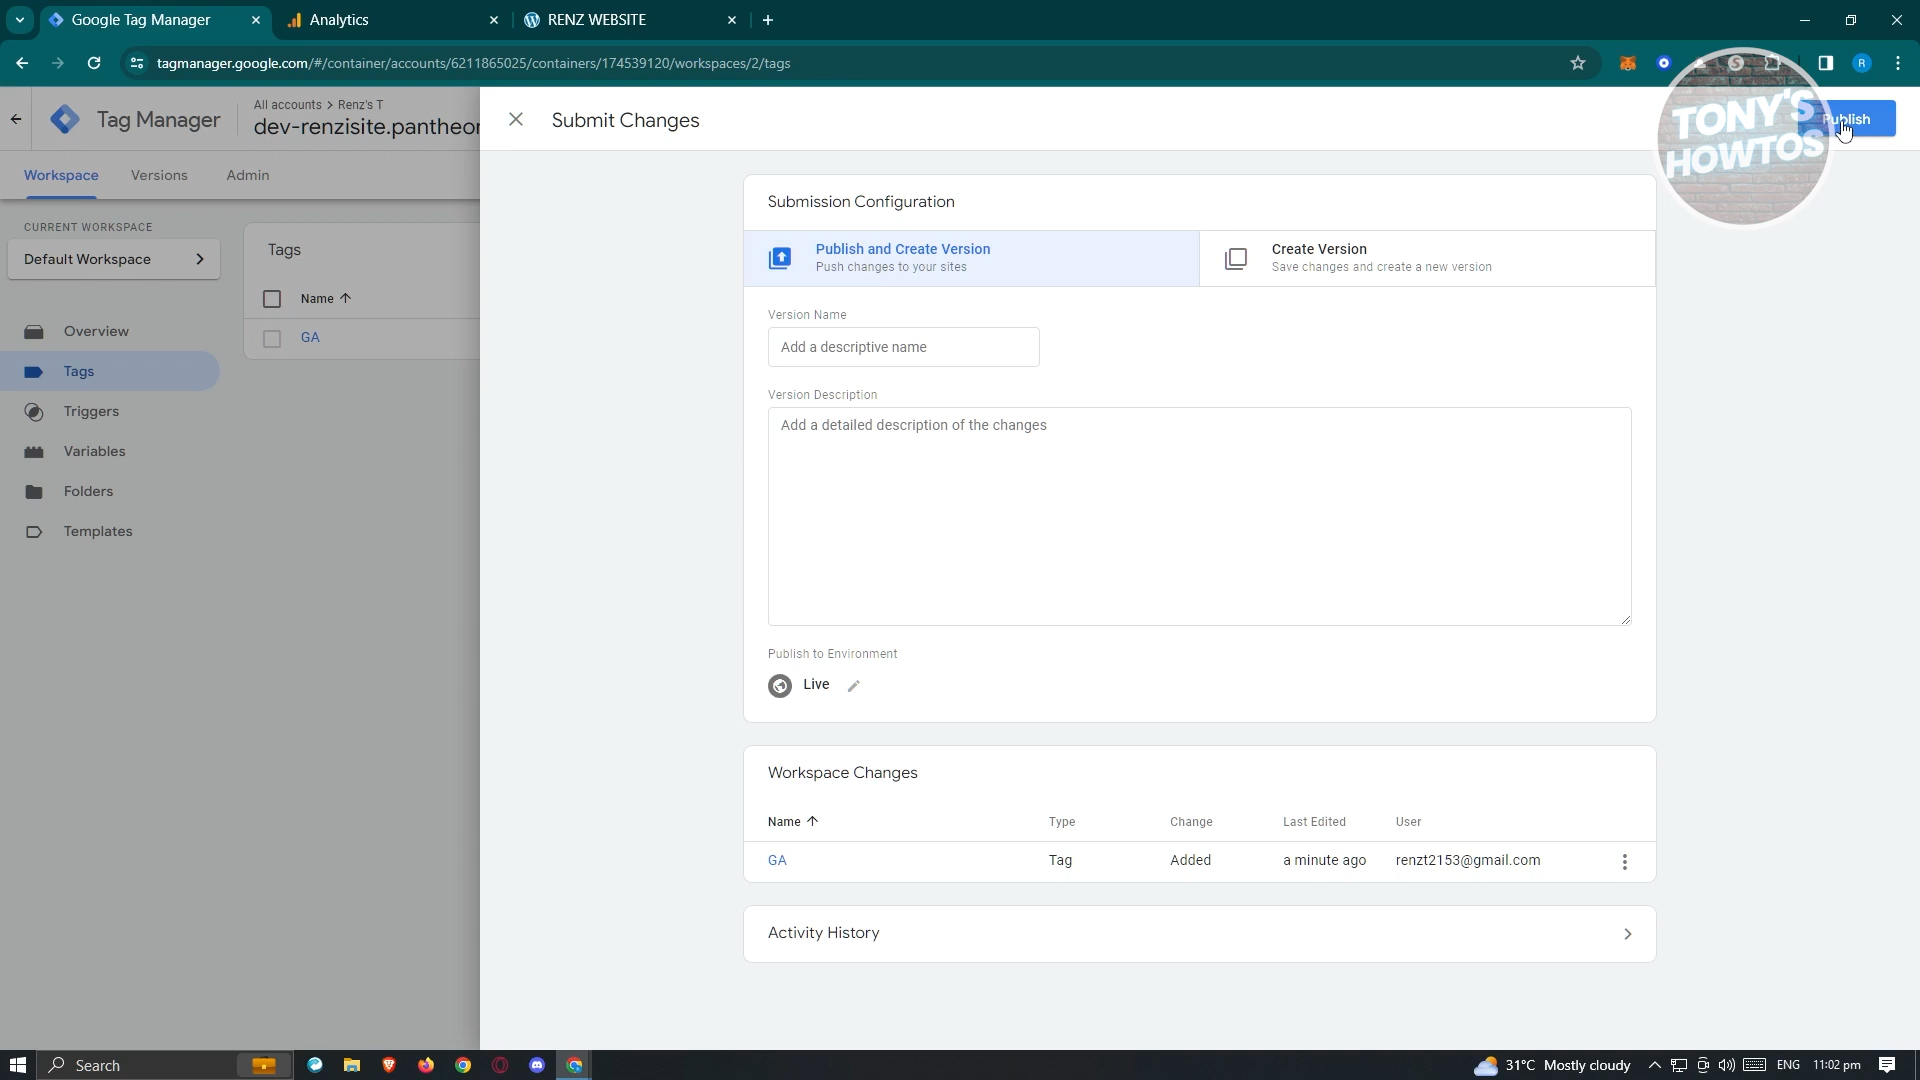 Google Tag Manager
Analytics
RENZ WEBSITE
tagmanager.google.com/#/container/accounts/6211865025/containers/174539120/workspaces/2/tags
R
Tag Manager
All accounts > Renz's T
dev-renzisite.pantheon
Submit Changes
Publish
TONY'S
HOWTOS
Workspace
Versions
Admin
CURRENT WORKSPACE
Default Workspace
Overview
Tags
Triggers
Variables
Folders
Templates
Tags
Name
GA
Submission Configuration
Publish and Create Version
Push changes to your sites
Create Version
Save changes and create a new version
Version Name
Add a descriptive name
Version Description
Add a detailed description of the changes
Publish to Environment
Live
Workspace Changes
Name Type Change Last Edited User
GA Tag Added a minute ago renzt2153@gmail.com
Activity History
Search
31°C Mostly cloudy
ENG
11:02 pm